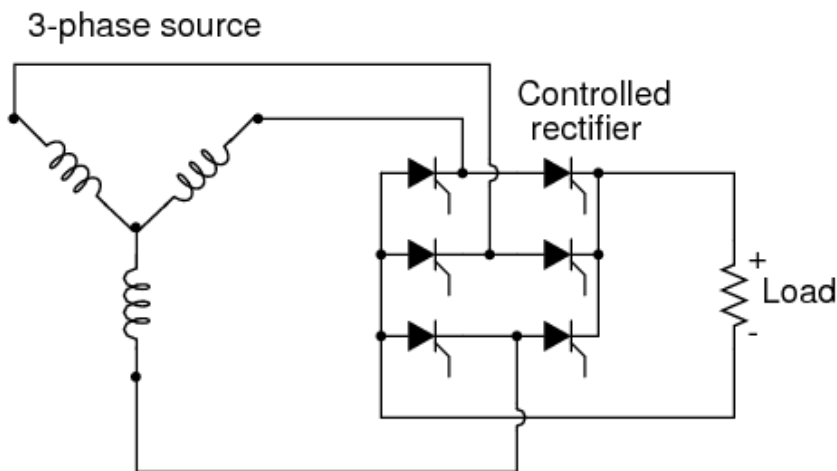 3-phase source
Controlled
rectifier
+
Load
-